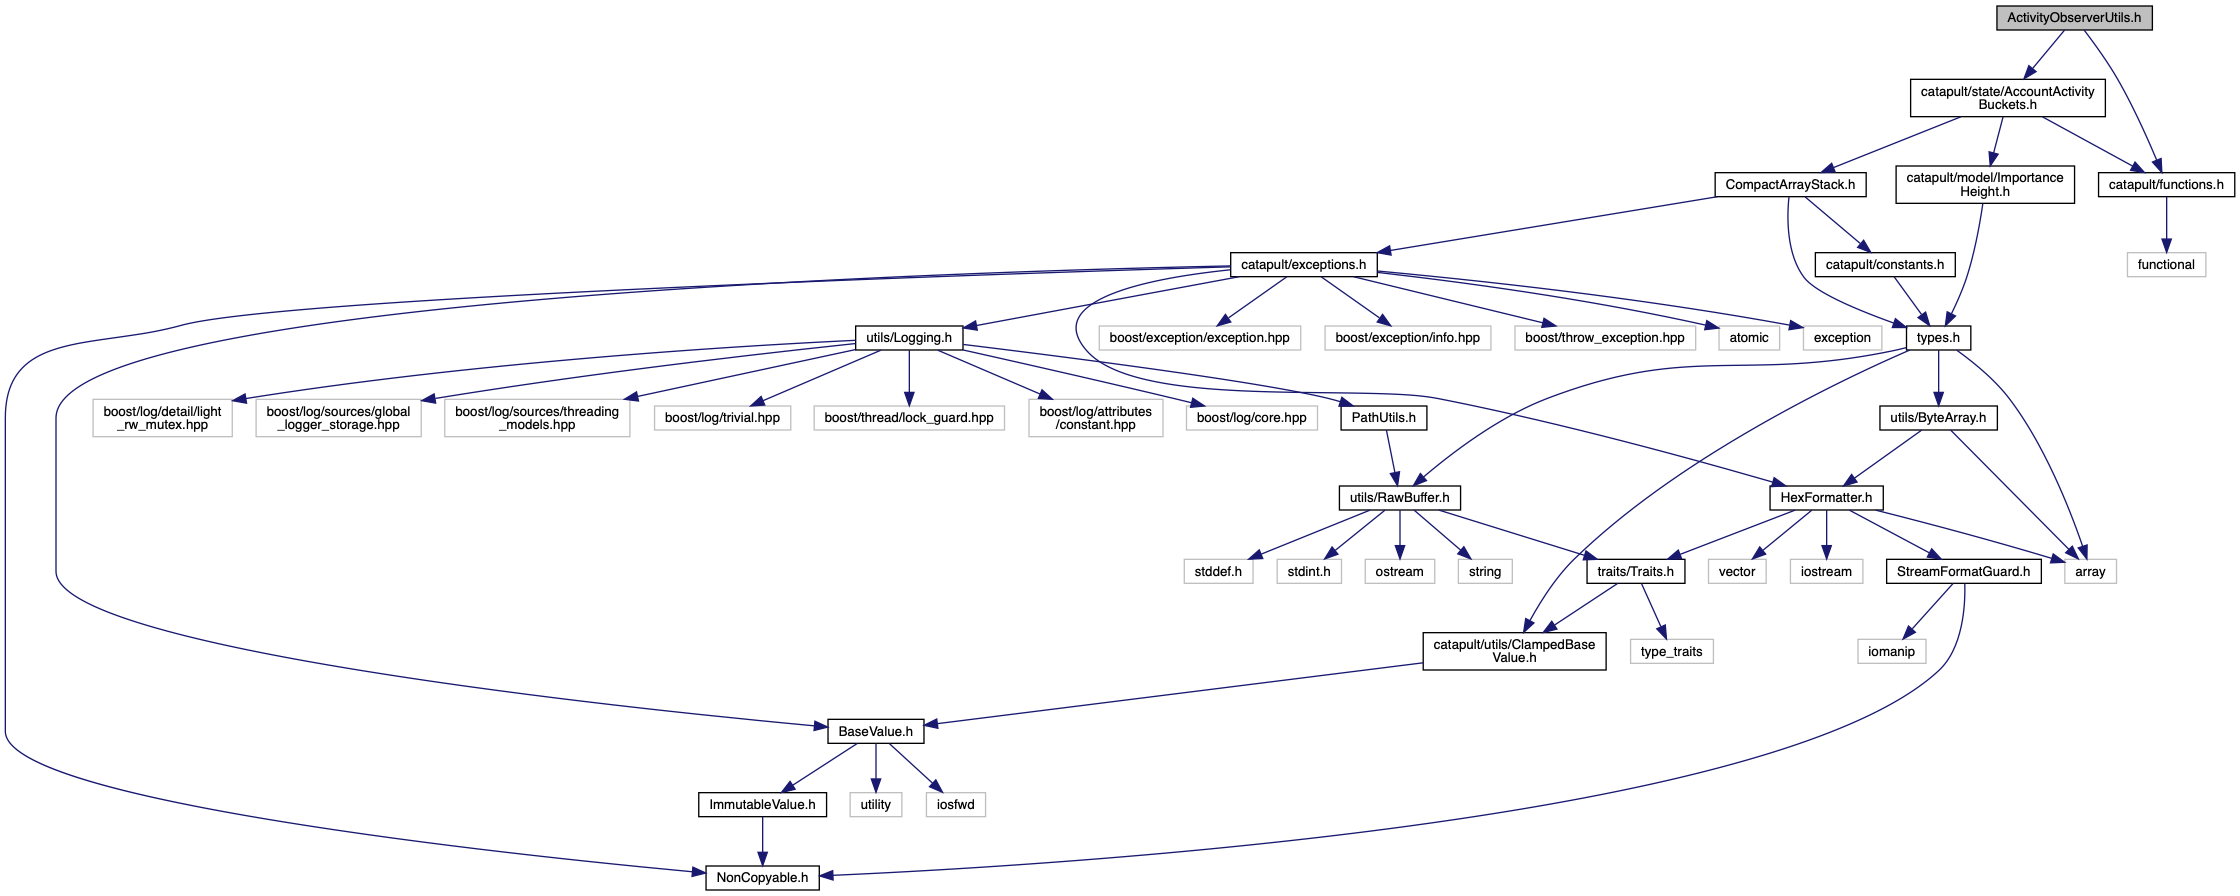 ActivityObserverUtils.h
catapult/state/AccountActivity
Buckets.h
CompactArrayStack.h
catapult/model/Importance
Height.h
catapult/functions.h
catapult/exceptions.h
catapult/constants.h
functional
utils/Logging.h
boost/exception/exception.hpp
boost/exception/info.hpp
boost/throw_exception.hpp
atomic
exception
types.h
boost/log/detail/light
_rw_mutex.hpp
boost/log/sources/global
_logger_storage.hpp
boost/log/sources/threading
_models.hpp
boost/log/trivial.hpp
boost/thread/lock_guard.hpp
boost/log/attributes
/constant.hpp
boost/log/core.hpp
PathUtils.h
utils/ByteArray.h
utils/RawBuffer.h
HexFormatter.h
stddef.h
stdint.h
ostream
string
traits/Traits.h
vector
iostream
StreamFormatGuard.h
array
catapult/utils/ClampedBase
Value.h
type_traits
iomanip
BaseValue.h
ImmutableValue.h
utility
iosfwd
NonCopyable.h